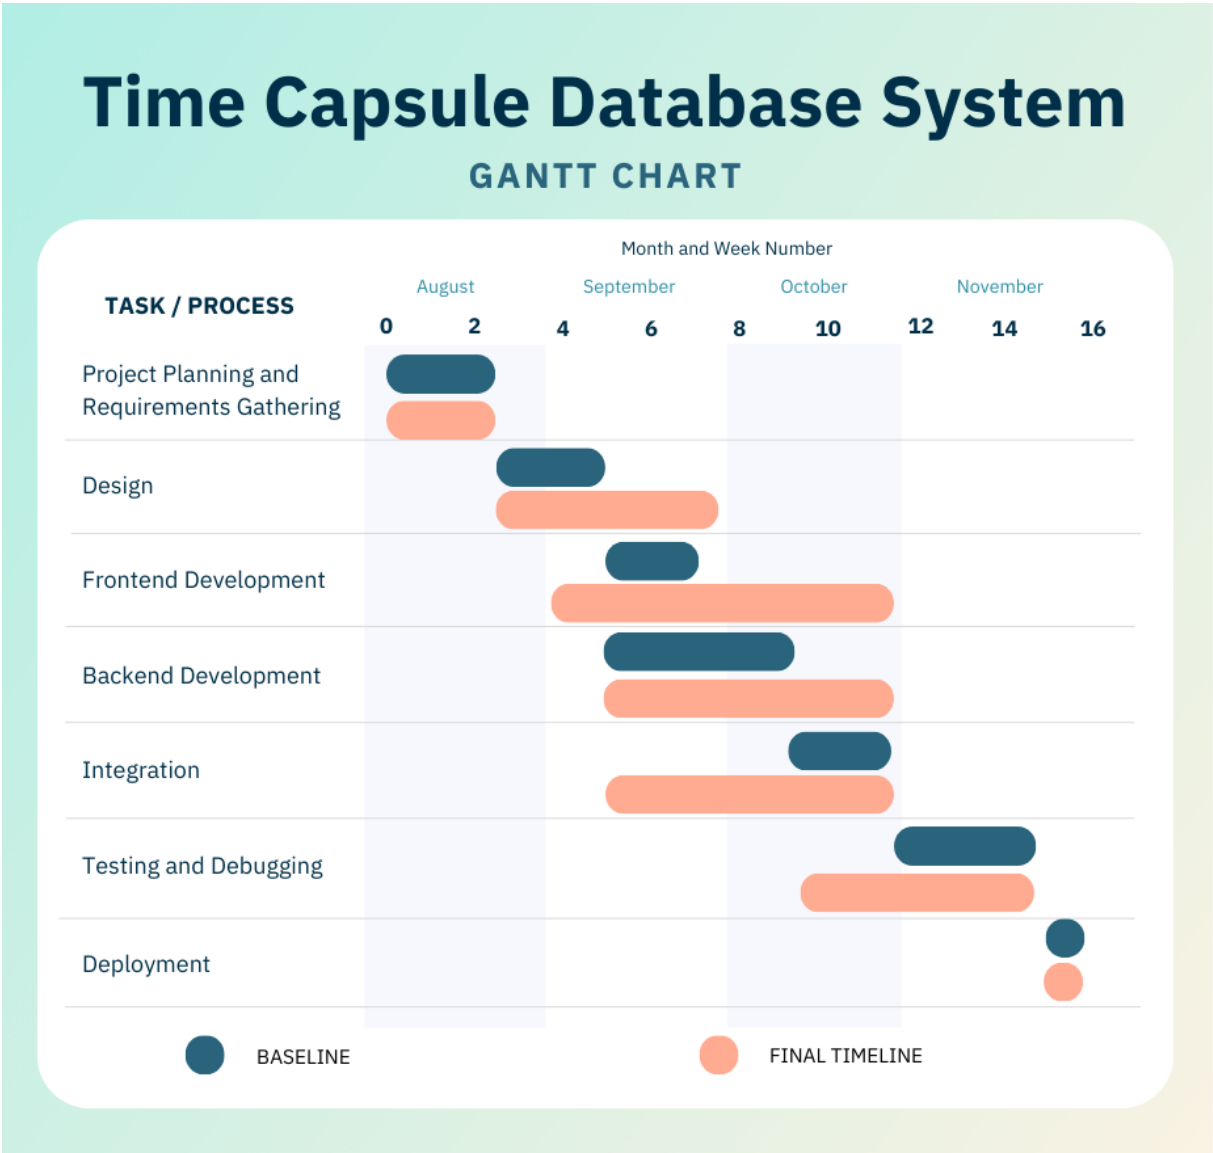 Time Capsule Database System
GANTT CHART
Month and Week Number
August September October November
TASK / PROCESS
0 2 4 6 8 10 12 14 16
Project Planning and
Requirements Gathering
Design
Frontend Development
Backend Development
Integration
Testing and Debugging
Deployment
BASELINE FINAL TIMELINE